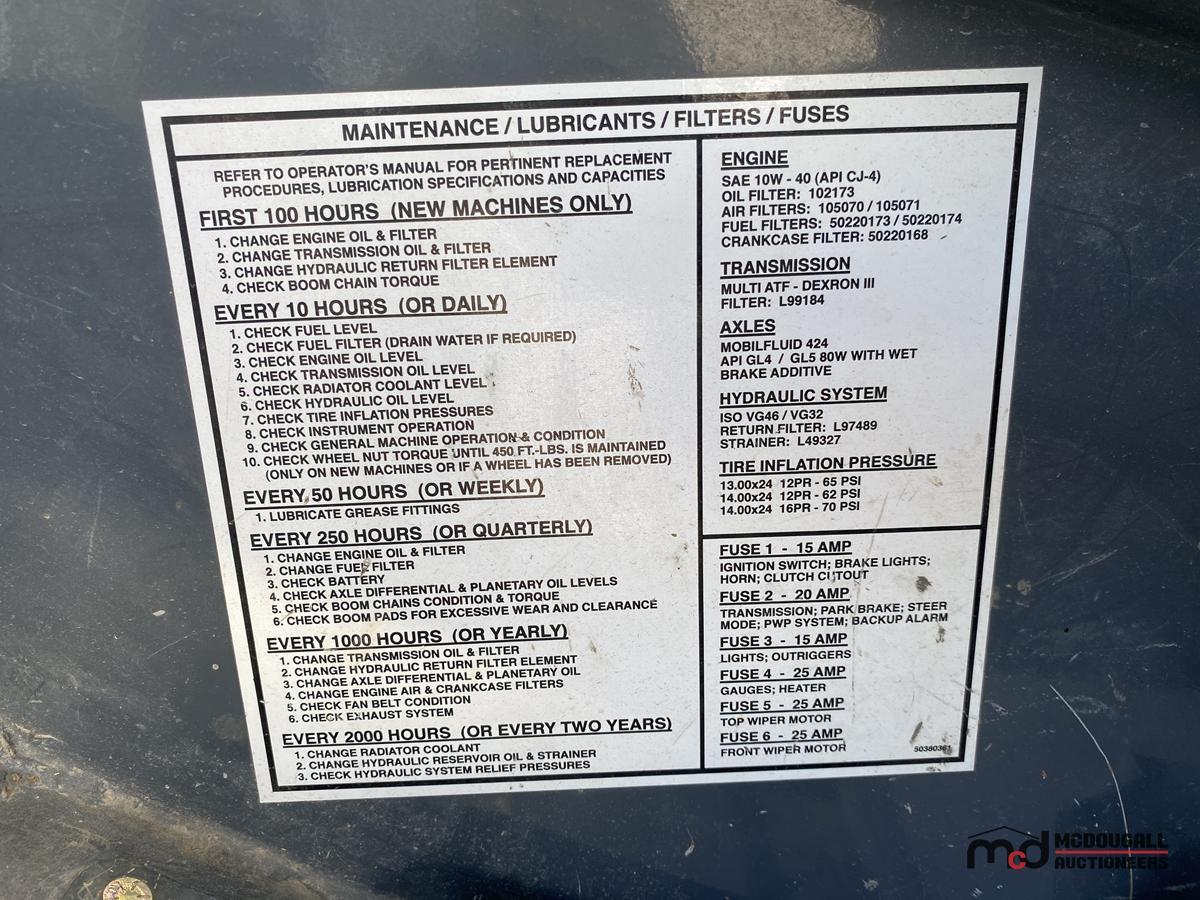 MAINTENANCE / LUBRICANTS / FILTERS / FUSES
REFER TO OPERATOR'S MANUAL FOR PERTINENT REPLACEMENT
PROCEDURES, LUBRICATION SPECIFICATIONS AND CAPACITIES
FIRST 100 HOURS (NEW MACHINES ONLY)
1. CHANGE ENGINE OIL & FILTER
2. CHANGE TRANSMISSION OIL & FILTER
3. CHANGE HYDRAULIC RETURN FILTER ELEMENT
4. CHECK BOOM CHAIN TORQUE
EVERY 10 HOURS (OR DAILY)
1. CHECK FUEL LEVEL
2. CHECK FUEL FILTER (DRAIN WATER IF REQUIRED)
3. CHECK ENGINE OIL LEVEL
4. CHECK TRANSMISSION OIL LEVEL
5. CHECK RADIATOR COOLANT LEVEL
6. CHECK HYDRAULIC OIL LEVEL
7. CHECK TIRE INFLATION PRESSURES
8. CHECK INSTRUMENT OPERATION
9. CHECK GENERAL MACHINE OPERATION & CONDITION
10. CHECK WHEEL NUT TORQUE UNTIL 450 FT.-LBS. IS MAINTAINED
(ONLY ON NEW MACHINES OR IF A WHEEL HAS BEEN REMOVED)
EVERY 50 HOURS (OR WEEKLY)
1. LUBRICATE GREASE FITTINGS
EVERY 250 HOURS (OR QUARTERLY)
1. CHANGE ENGINE OIL & FILTER
2. CHANGE FUEL FILTER
3. CHECK BATTERY
4. CHECK AXLE DIFFERENTIAL & PLANETARY OIL LEVELS
5. CHECK BOOM CHAINS CONDITION & TORQUE
6. CHECK BOOM PADS FOR EXCESSIVE WEAR AND CLEARANCE
EVERY 1000 HOURS (OR YEARLY)
1. CHANGE TRANSMISSION OIL & FILTER
2. CHANGE HYDRAULIC RETURN FILTER ELEMENT
3. CHANGE AXLE DIFFERENTIAL & PLANETARY OIL
4. CHANGE ENGINE AIR & CRANKCASE FILTERS
5. CHECK FAN BELT CONDITION
6. CHECK EXHAUST SYSTEM
EVERY 2000 HOURS (OR EVERY TWO YEARS)
1. CHANGE RADIATOR COOLANT
2. CHANGE HYDRAULIC RESERVOIR OIL & STRAINER
3. CHECK HYDRAULIC SYSTEM RELIEF PRESSURES
ENGINE
SAE 10W - 40 (API CJ-4)
OIL FILTER: 102173
AIR FILTERS: 105070 / 105071
FUEL FILTERS: 50220173 / 50220174
CRANKCASE FILTER: 50220168
TRANSMISSION
MULTI ATF - DEXRON III
FILTER: L99184
AXLES
MOBILFLUID 424
API GL4 / GL5 80W WITH WET
BRAKE ADDITIVE
HYDRAULIC SYSTEM
ISO VG46 / VG32
RETURN FILTER: L97489
STRAINER: L49327
TIRE INFLATION PRESSURE
13.00x24 12PR - 65 PSI
14.00x24 12PR - 62 PSI
14.00x24 16PR - 70 PSI
FUSE 1 - 15 AMP
IGNITION SWITCH; BRAKE LIGHTS;
HORN; CLUTCH CUTOUT
FUSE 2 - 20 AMP
TRANSMISSION; PARK BRAKE; STEER
MODE; PWP SYSTEM; BACKUP ALARM
FUSE 3 - 15 AMP
LIGHTS; OUTRIGGERS
FUSE 4 - 25 AMP
GAUGES; HEATER
FUSE 5 - 25 AMP
TOP WIPER MOTOR
FUSE 6 - 25 AMP
FRONT WIPER MOTOR
50380361
mcd MCDOUGALL
AUCTIONEERS